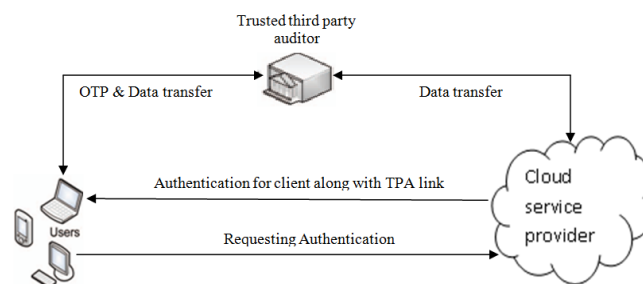 Trusted third party
auditor
OTP & Data transfer
Data transfer
Authentication for client along with TPA link
Users
Requesting Authentication
Cloud
service
provider